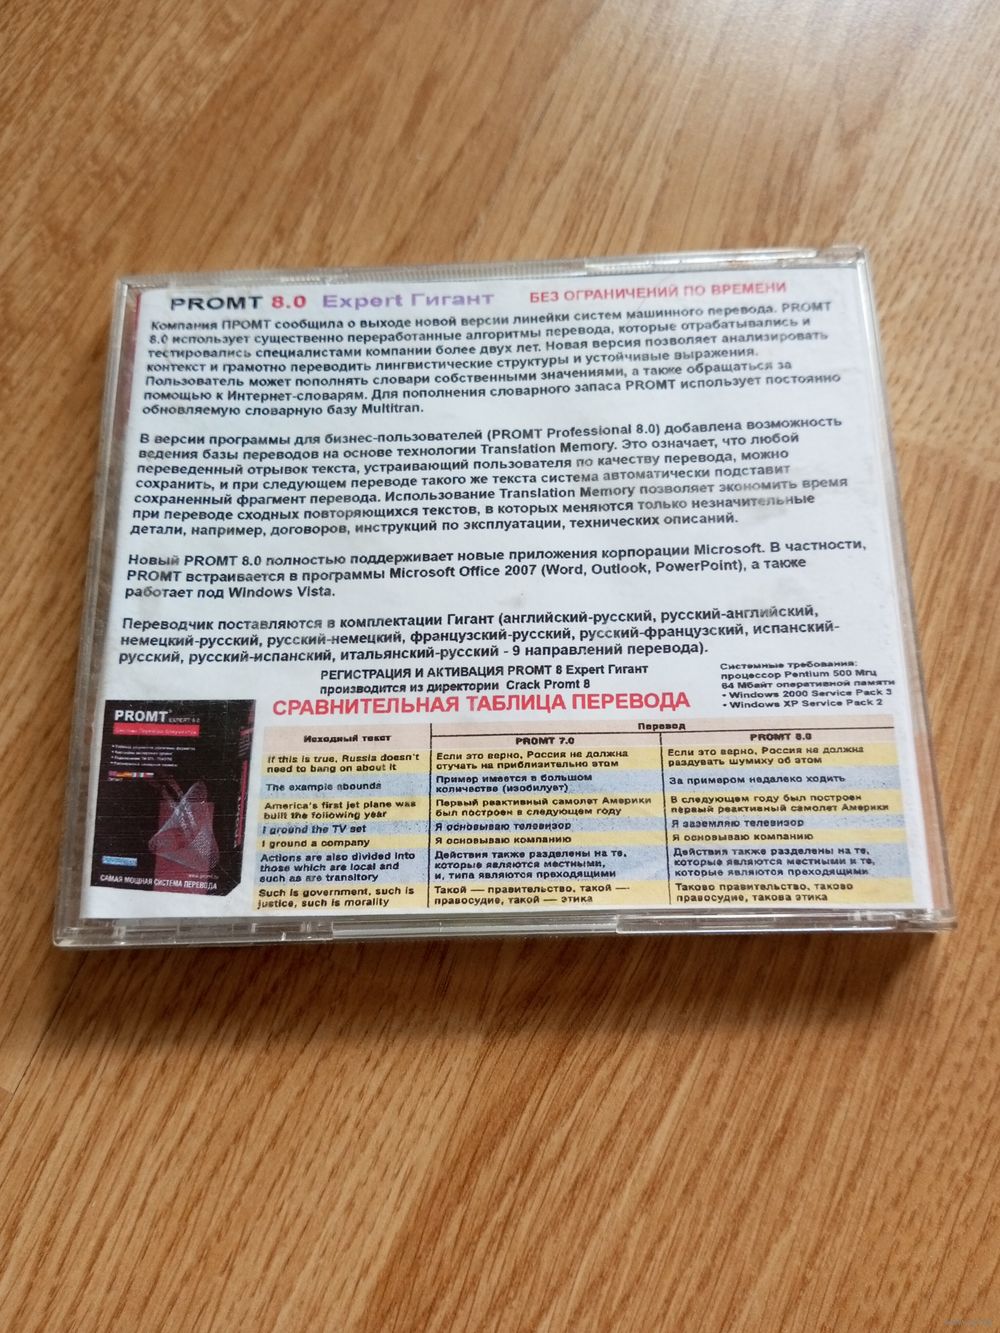 PROMT 8.0 Expert Гигант БЕЗ ОГРАНИЧЕНИЙ ПО ВРЕМЕНИ
Компания ПРОМТ сообщила о выходе новой версии линейки систем машинного перевода. PROMT
8.0 использует существенно переработанные алгоритмы перевода, которые отрабатывались и
тестировались специалистами компании более двух лет. Новая версия позволяет анализировать
контекст и грамотно переводить лингвистические структуры и устойчивые выражения.
Пользователь может пополнять словари собственными значениями, а также обращаться за
помощью к Интернет-словарям. Для пополнения словарного запаса PROMT использует постоянно
обновляемую словарную базу Multitran.
В версии программы для бизнес-пользователей (PROMT Professional 8.0) добавлена возможность
ведения базы переводов на основе технологии Translation Memory. Это означает, что любой
переведенный отрывок текста, устраивающий пользователя по качеству перевода, можно
сохранить, и при следующем переводе такого же текста система автоматически подставит
сохраненный фрагмент перевода. Использование Translation Memory позволяет экономить время
при переводе сходных повторяющихся текстов, в которых меняются только незначительные
детали, например, договоров, инструкций по эксплуатации, технических описаний.
Новый PROMT 8.0 полностью поддерживает новые приложения корпорации Microsoft. В частности,
PROMT встраивается в программы Microsoft Office 2007 (Word, Outlook, PowerPoint), а также
работает под Windows Vista.
Переводчик поставляются в комплектации Гигант (английский-русский, русский-английский,
немецкий-русский, русский-немецкий, французский-русский, русский-французский, испанский-
русский, русский-испанский, итальянский-русский - 9 направлений перевода).
РЕГИСТРАЦИЯ И АКТИВАЦИЯ PROMT 8 Expert Гигант
производится из директории Crack Promt 8
Системные требования:
процессор Pentium 500 Мгц
64 Мбайт оперативной памяти
• Windows 2000 Service Pack 3
• Windows XP Service Pack 2
СРАВНИТЕЛЬНАЯ ТАБЛИЦА ПЕРЕВОДА
Исходный текст
Перевод
PROMT 7.0
PROMT 8.0
If this is true, Russia doesn't
need to bang on about it
Если это верно, Россия не должна
стучать на приблизительно этом
Если это верно, Россия не должна
раздувать шумиху об этом
The example abounds
Пример имеется в большом
количестве (изобилует)
За примером недалеко ходить
America's first jet plane was
built the following year
Первый реактивный самолет Америки
был построен в следующем году
В следующем году был построен
первый реактивный самолет Америки
I ground the TV set
Я основываю телевизор
Я заземляю телевизор
I ground a company
Я основываю компанию
Я основываю компанию
Actions are also divided into
those which are local and
such as are transitory
Действия также разделены на те,
которые являются местными,
и, типа являются преходящими
Действия также разделены на те,
которые являются местными и те,
которые являются преходящими
Such is government, such is
justice, such is morality
Такой — правительство, такой —
правосудие, такой — этика
Таково правительство, таково
правосудие, такова этика
PROMT EXPERT 8.0
САМАЯ МОЩНАЯ СИСТЕМА ПЕРЕВОДА